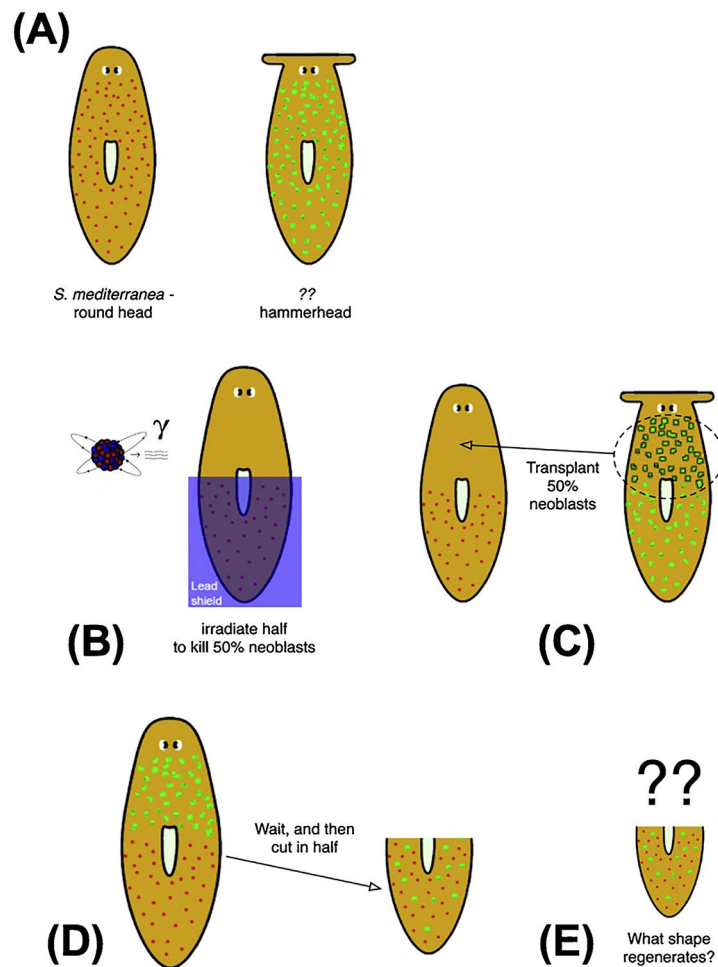 (A)
S. mediterranea -
round head
??
hammerhead
γ
Lead
shield
irradiate half
to kill 50% neoblasts
(B)
Transplant
50%
neoblasts
(C)
Wait, and then
cut in half
(D)
??
What shape
regenerates?
(E)